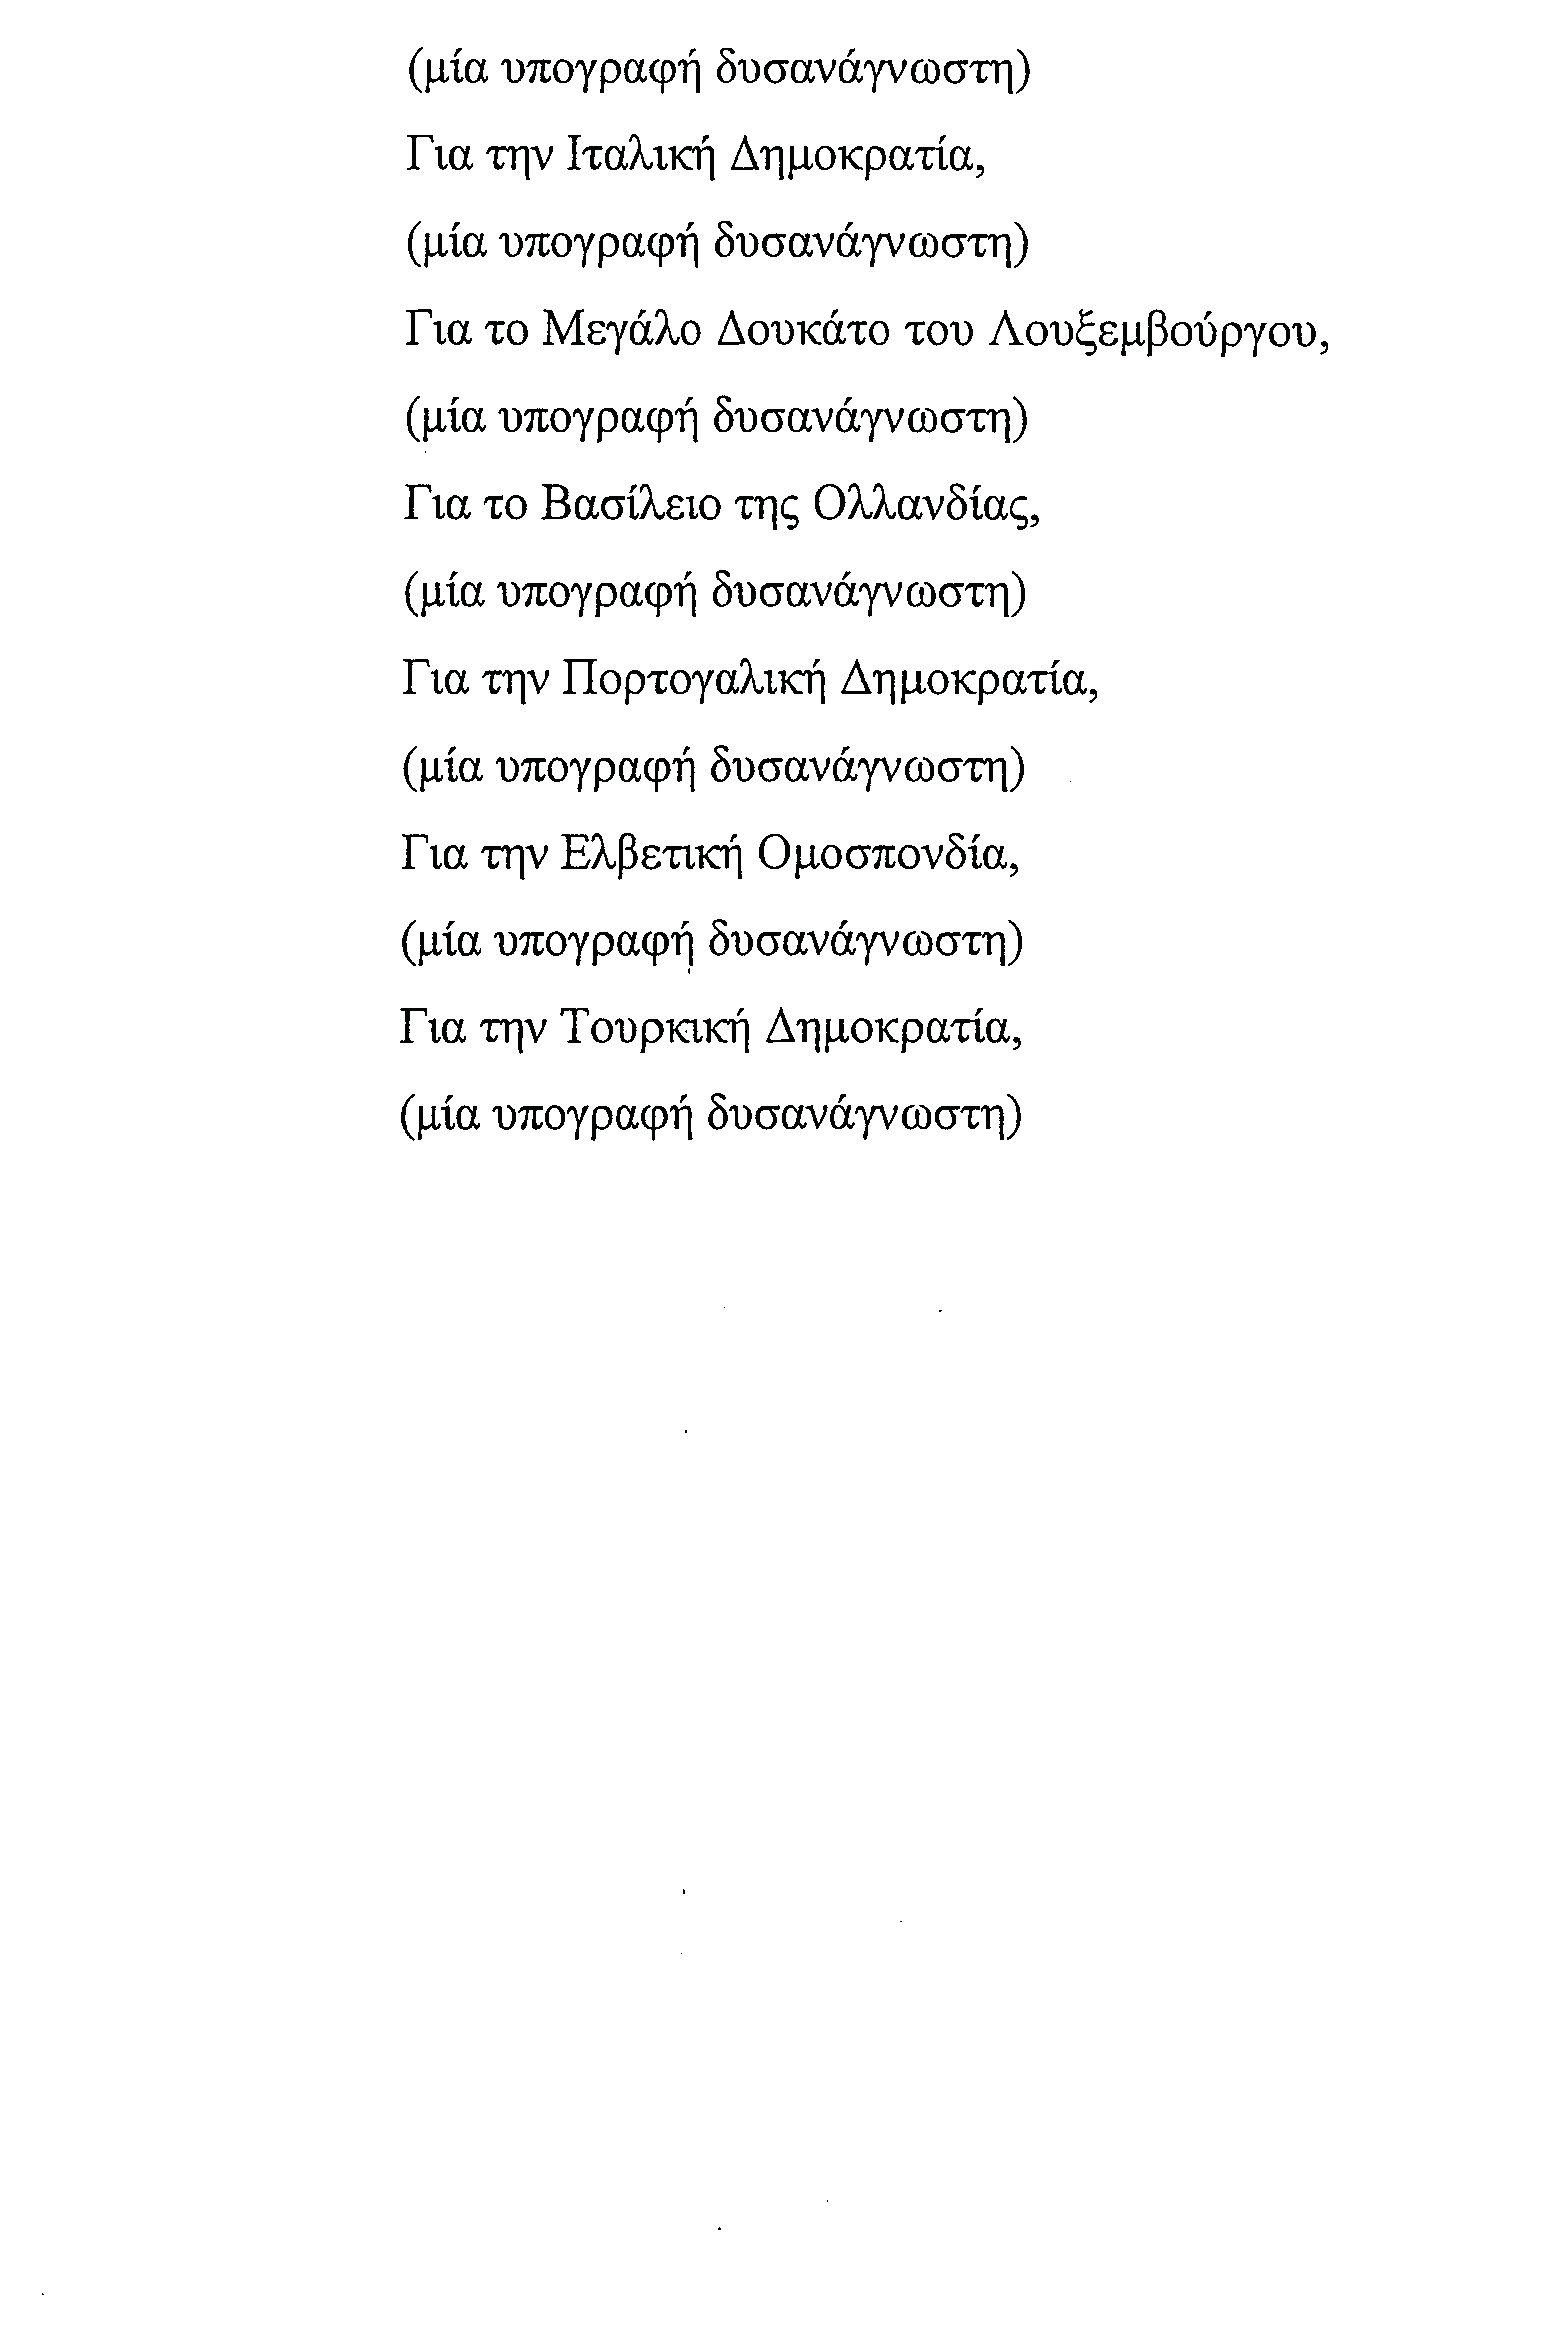 (μία υπογραφή δυσανάγνωστη)
Για την Ιταλική Δημοκρατία,
(μία υπογραφή δυσανάγνωστη)
Για το Μεγάλο Δουκάτο του Λουξεμβούργου,
(μία υπογραφή δυσανάγνωστη)
Για το Βασίλειο της Ολλανδίας,
(μία υπογραφή δυσανάγνωστη)
Για την Πορτογαλική Δημοκρατία,
(μία υπογραφή δυσανάγνωστη)
Για την Ελβετική Ομοσπονδία,
(μία υπογραφή δυσανάγνωστη)
Για την Τουρκική Δημοκρατία,
(μία υπογραφή δυσανάγνωστη)